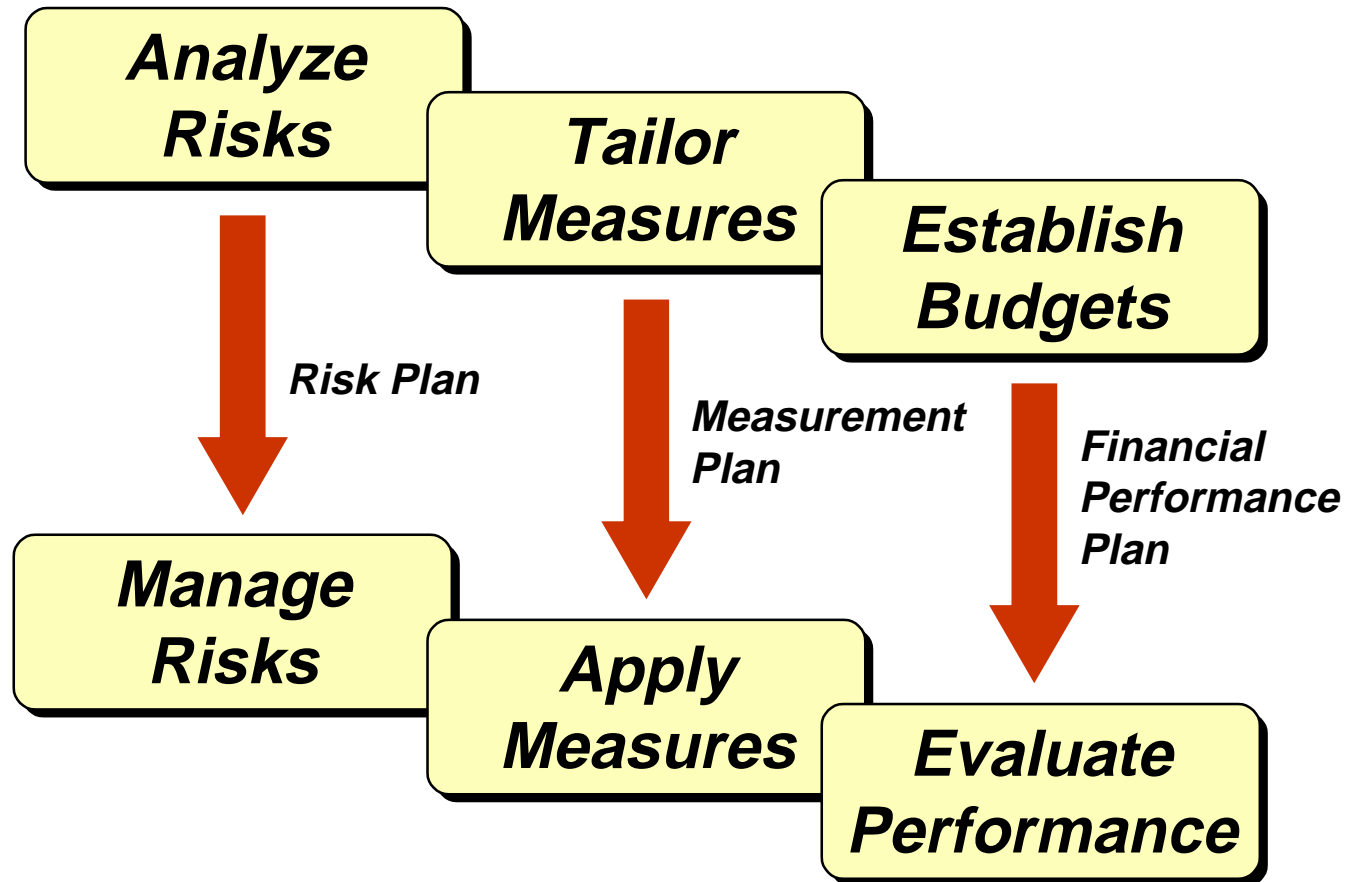 Analyze
Risks
Tailor
Measures
Establish
Budgets
Risk Plan
Measurement
Plan
Financial
Performance
Plan
Manage
Risks
Apply
Measures
Evaluate
Performance